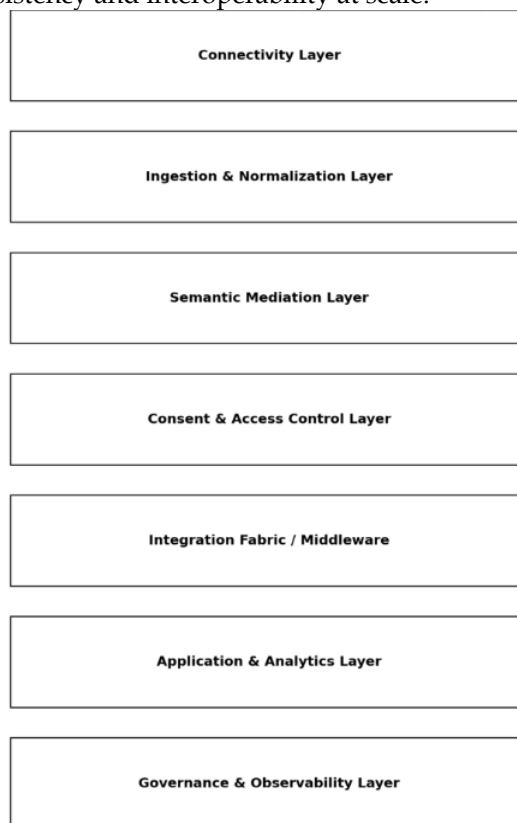 and interoperability at scale.
Connectivity Layer
Ingestion & Normalization Layer
Semantic Mediation Layer
Consent & Access Control Layer
Integration Fabric / Middleware
Application & Analytics Layer
Governance & Observability Layer